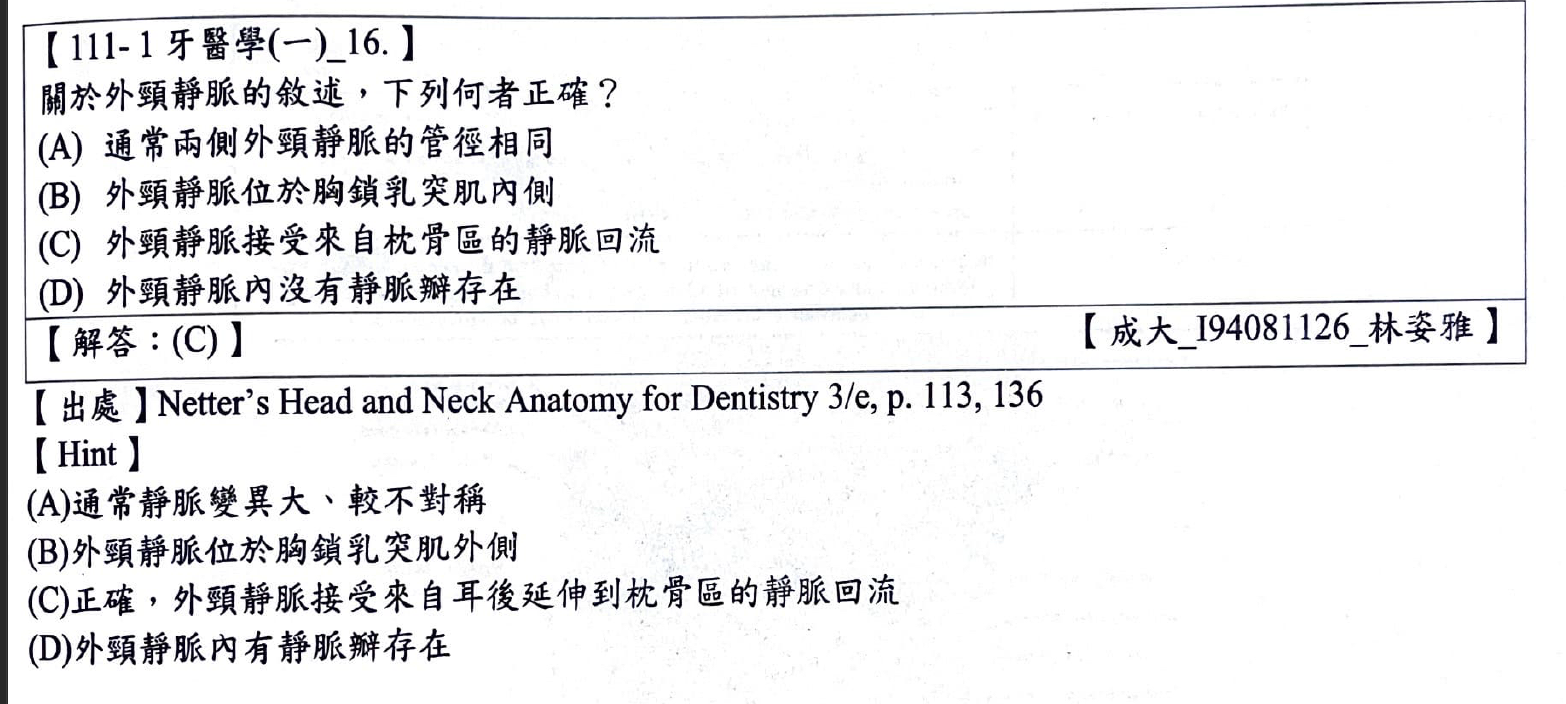 【111-1 牙醫學(一)_16.】
關於外頸靜脈的敘述，下列何者正確？
(A) 通常兩側外頸靜脈的管徑相同
(B) 外頸靜脈位於胸鎖乳突肌內側
(C) 外頸靜脈接受來自枕骨區的靜脈回流
(D) 外頸靜脈內沒有靜脈瓣存在
【解答：(C)】 【成大_I94081126_林姿雅】
【出處】Netter’s Head and Neck Anatomy for Dentistry 3/e, p. 113, 136
【Hint】
(A)通常靜脈變異大、較不對稱
(B)外頸靜脈位於胸鎖乳突肌外側
(C)正確，外頸靜脈接受來自耳後延伸到枕骨區的靜脈回流
(D)外頸靜脈內有靜脈瓣存在